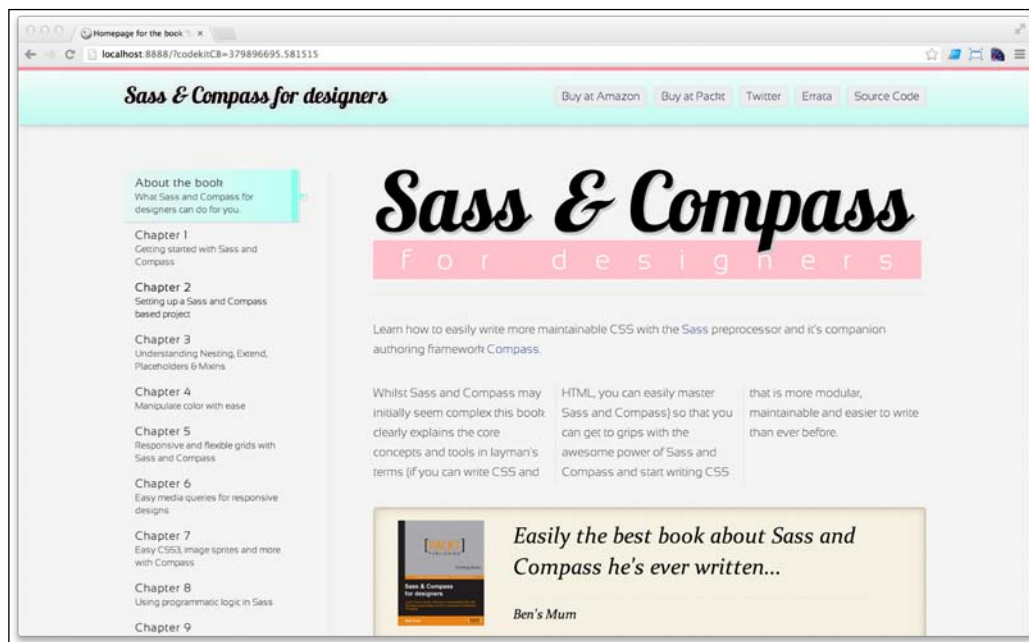 Homepage for the book
localhost:8888/?codekitCB=379896695.581515
Sass & Compass for designers
Buy at Amazon
Buy at Packt
Twitter
Errata
Source Code
About the book
What Sass and Compass for
designers can do for you.
Chapter 1
Getting started with Sass and
Compass
Chapter 2
Setting up a Sass and Compass
based project
Chapter 3
Understanding Nesting, Extend,
Placeholders & Mixins
Chapter 4
Manipulate color with ease
Chapter 5
Responsive and flexible grids with
Sass and Compass
Chapter 6
Easy media queries for responsive
designs
Chapter 7
Easy CSS3, image sprites and more
with Compass
Chapter 8
Using programmatic logic in Sass
Chapter 9
Sass & Compass
for designers
Learn how to easily write more maintainable CSS with the Sass preprocessor and it's companion
authoring framework Compass.
Whilst Sass and Compass may
initially seem complex this book
clearly explains the core
concepts and tools in layman's
terms (if you can write CSS and
HTML, you can easily master
Sass and Compass) so that you
can get to grips with the
awesome power of Sass and
Compass and start writing CSS
that is more modular,
maintainable and easier to write
than ever before.
[PACKT]
PUBLISHING
Sass & Compass
for designers
Easily the best book about Sass and
Compass he's ever written...
Ben's Mum